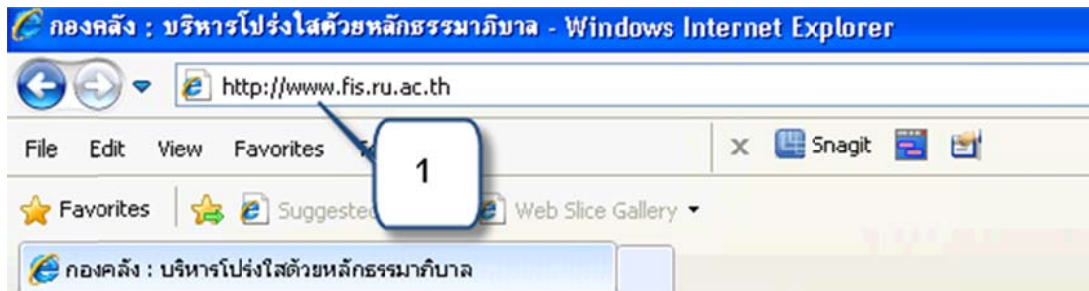 กองคลัง : บริหารโปร่งใสด้วยหลักธรรมาภิบาล - Windows Internet Explorer
http://www.fis.ru.ac.th
File Edit View Favorites
x Snagit
1
Favorites Suggested Web Slice Gallery
กองคลัง : บริหารโปร่งใสด้วยหลักธรรมาภิบาล